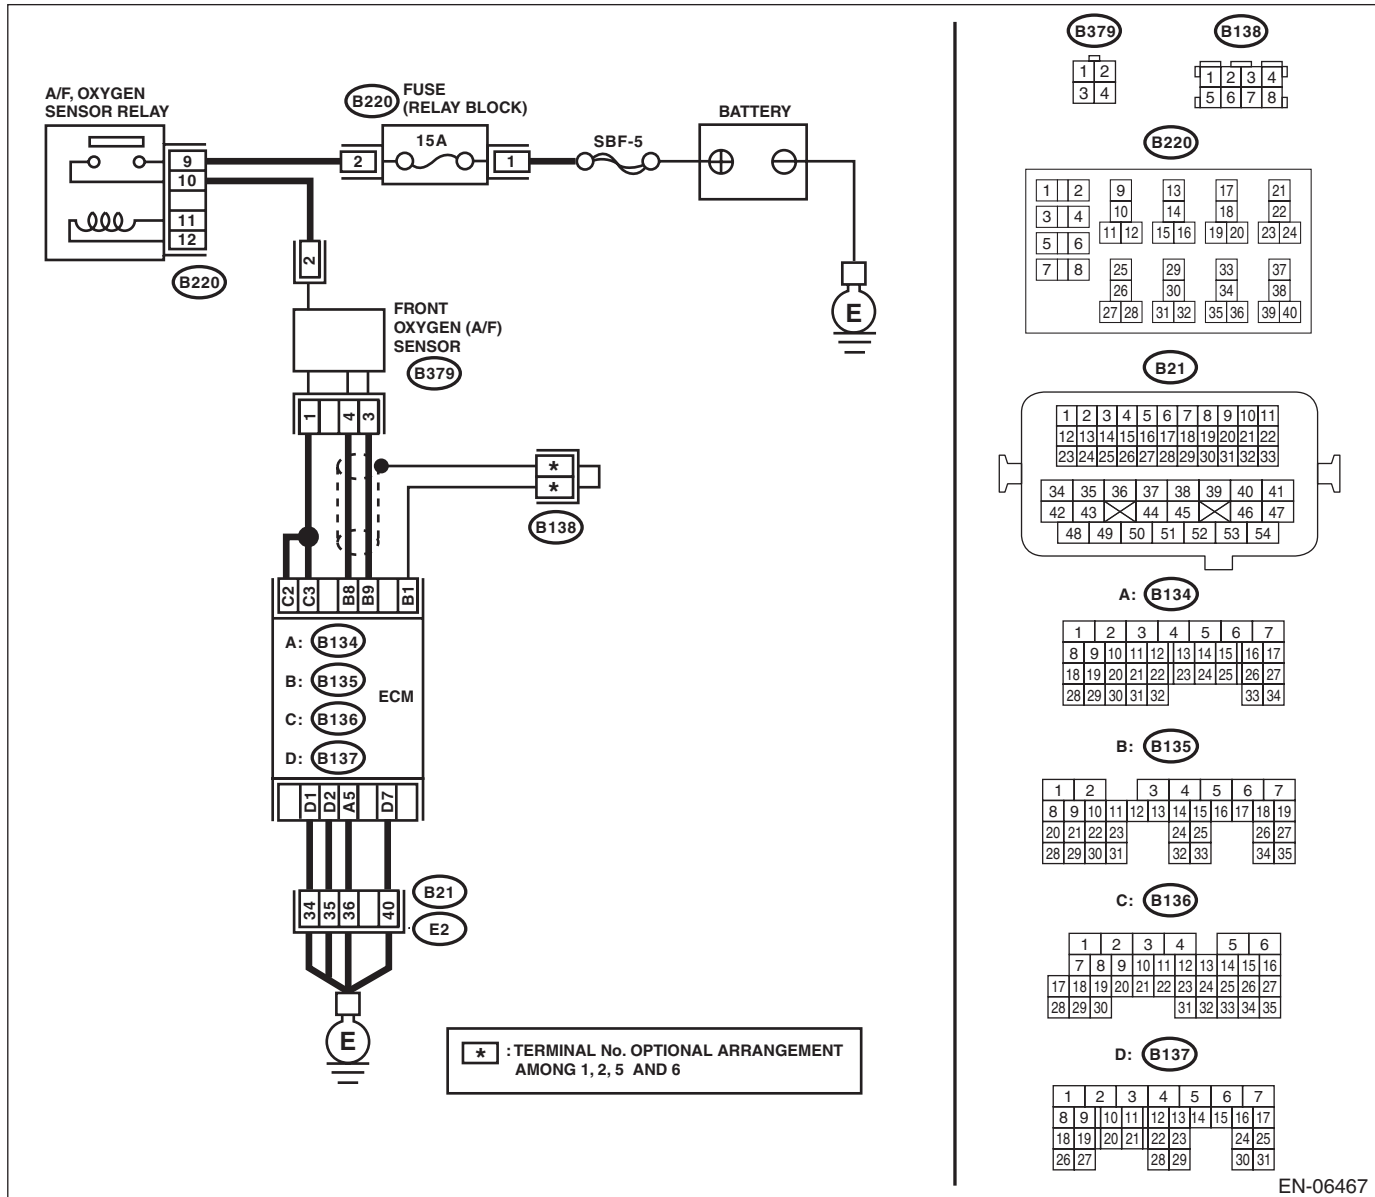 A/F, OXYGEN
SENSOR RELAY
9
10
11
12
B220
B220
FUSE
(RELAY BLOCK)
2
15A
1
SBF-5
BATTERY
E
2
FRONT
OXYGEN (A/F)
SENSOR
B379
1 4 3
*
*
B138
C2 C3 B8 B9 B1
A: B134
B: B135
C: B136
D: B137
ECM
D1 D2 A5 D7
34 35 36 40
B21
E2
E
* : TERMINAL No. OPTIONAL ARRANGEMENT
AMONG 1, 2, 5 AND 6
B379
1 2
3 4
B138
1 2 3 4
5 6 7 8
B220
1 2 9 13 17 21
3 4 10 14 18 22
5 6 11 12 15 16 19 20 23 24
7 8 25 29 33 37
26 30 34 38
27 28 31 32 35 36 39 40
B21
1 2 3 4 5 6 7 8 9 10 11
12 13 14 15 16 17 18 19 20 21 22
23 24 25 26 27 28 29 30 31 32 33
34 35 36 37 38 39 40 41
42 43 44 45 46 47
48 49 50 51 52 53 54
A: B134
1 2 3 4 5 6 7
8 9 10 11 12 13 14 15 16 17
18 19 20 21 22 23 24 25 26 27
28 29 30 31 32 33 34
B: B135
1 2 3 4 5 6 7
8 9 10 11 12 13 14 15 16 17 18 19
20 21 22 23 24 25 26 27
28 29 30 31 32 33 34 35
C: B136
1 2 3 4 5 6
7 8 9 10 11 12 13 14 15 16
17 18 19 20 21 22 23 24 25 26 27
28 29 30 31 32 33 34 35
D: B137
1 2 3 4 5 6 7
8 9 10 11 12 13 14 15 16 17
18 19 20 21 22 23 24 25
26 27 28 29 30 31
EN-06467